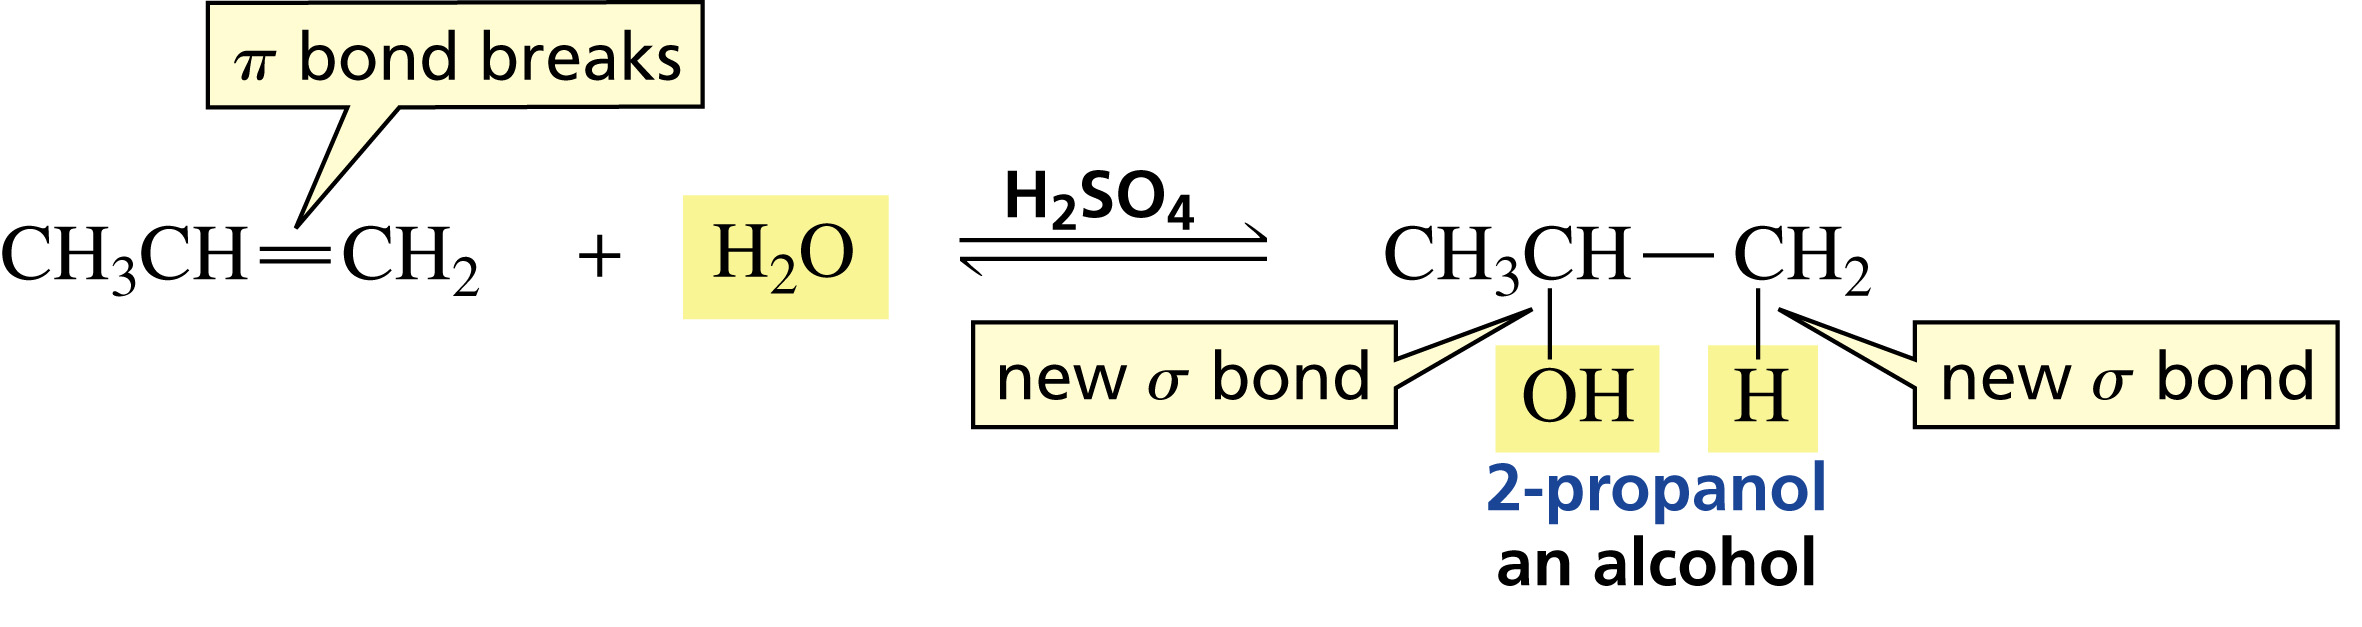 π bond breaks
CH₃CH=CH₂ + H₂O ⇌ CH₃CH—CH₂
H₂SO₄
new σ bond OH H new σ bond
2-propanol
an alcohol